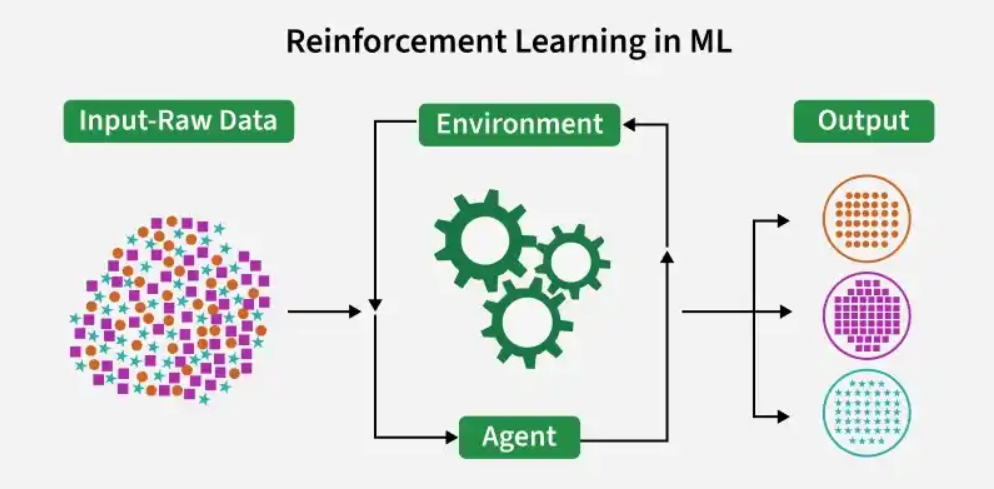 Reinforcement Learning in ML
Input-Raw Data
Environment
Output
Agent